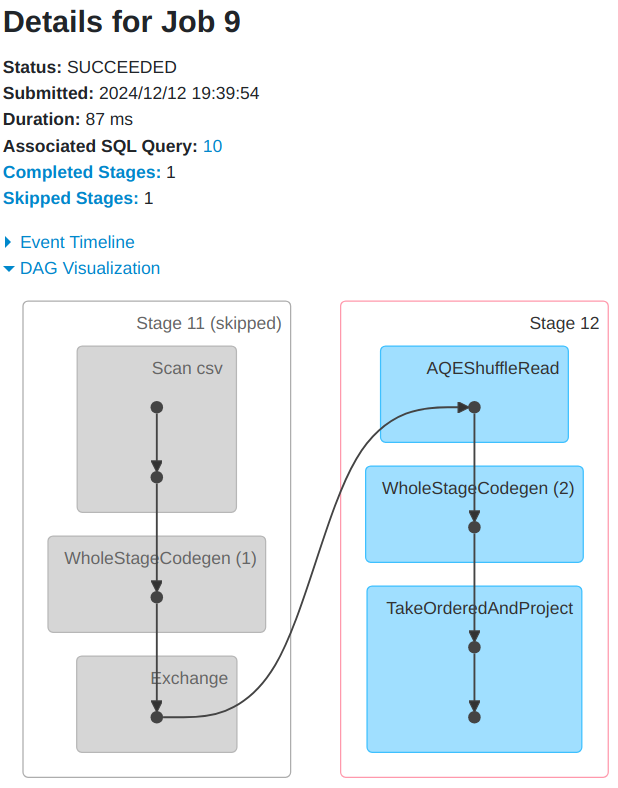 Details for Job 9
Status: SUCCEEDED
Submitted: 2024/12/12 19:39:54
Duration: 87 ms
Associated SQL Query: 10
Completed Stages: 1
Skipped Stages: 1
Event Timeline
DAG Visualization
Stage 11 (skipped)
Scan csv
WholeStageCodegen (1)
Exchange
Stage 12
AQEShuffleRead
WholeStageCodegen (2)
TakeOrderedAndProject